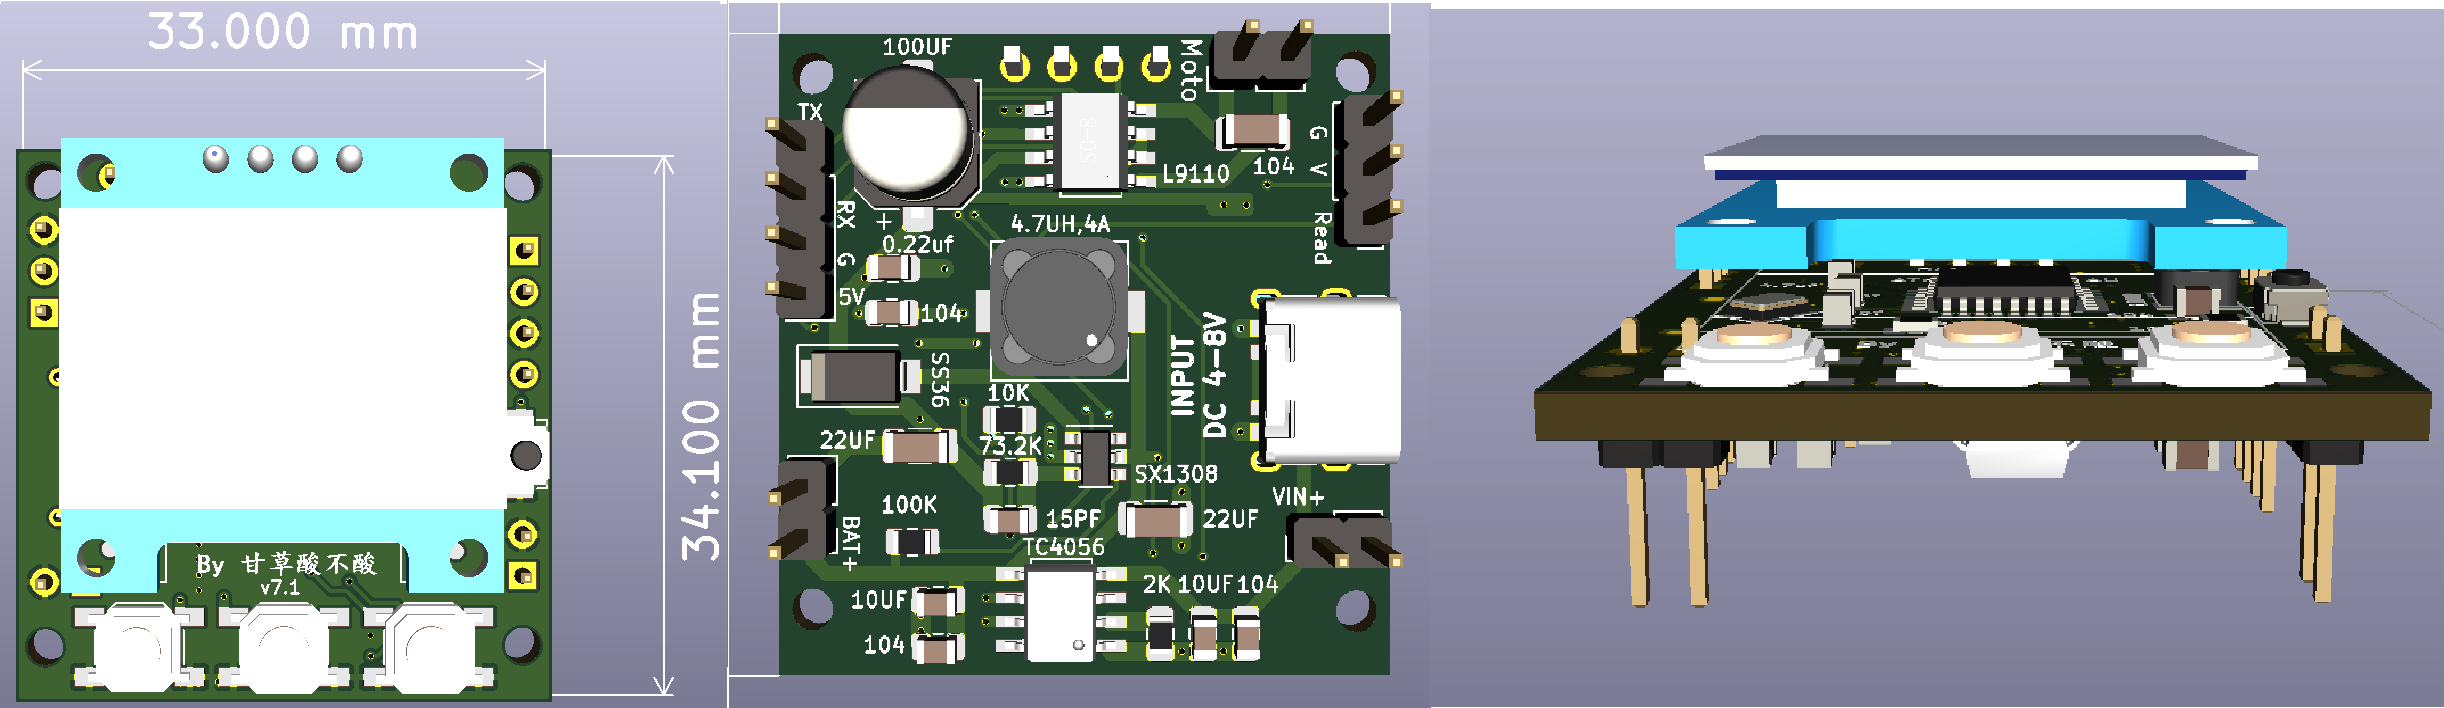 33.000 mm
34.100 mm
By 甘草酸不酸
v7.1
100UF
Moto
TX
SO-8
G
V
104
L9110
Read
RX
+
4.7UH,4A
0.22uf
G
5V
104
SS36
INPUT
DC 4-8V
10K
22UF
73.2K
SX1308
VIN+
100K
15PF
22UF
BAT+
TC4056
2K
10UF
104
10UF
104